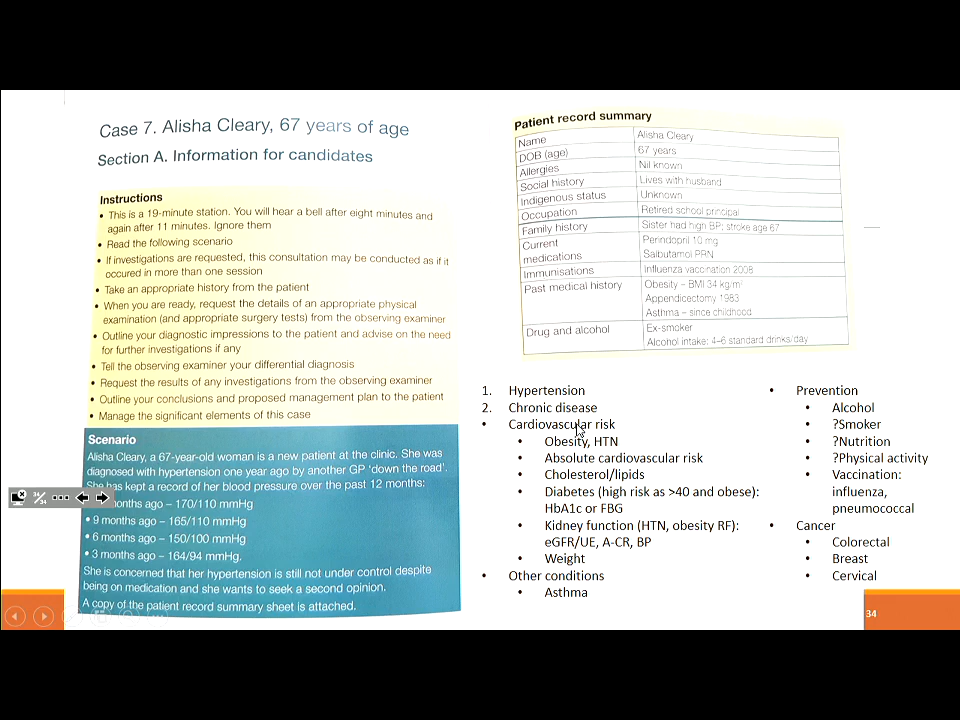 Case 7. Alisha Cleary, 67 years of age
Section A. Information for candidates
Instructions
• This is a 19-minute station. You will hear a bell after eight minutes and
again after 11 minutes. Ignore them
• Read the following scenario
• If investigations are requested, this consultation may be conducted as if it
occured in more than one session
• Take an appropriate history from the patient
• When you are ready, request the details of an appropriate physical
examination (and appropriate surgery tests) from the observing examiner
• Outline your diagnostic impressions to the patient and advise on the need
for further investigations if any
• Tell the observing examiner your differential diagnosis
• Request the results of any investigations from the observing examiner
• Outline your conclusions and proposed management plan to the patient
• Manage the significant elements of this case
Scenario
Alisha Cleary, a 67-year-old woman is a new patient at the clinic. She was
diagnosed with hypertension one year ago by another GP 'down the road'.
She has kept a record of her blood pressure over the past 12 months:
months ago – 170/110 mmHg
• 9 months ago – 165/110 mmHg
• 6 months ago – 150/100 mmHg
• 3 months ago – 164/94 mmHg.
She is concerned that her hypertension is still not under control despite
being on medication and she wants to seek a second opinion.
A copy of the patient record summary sheet is attached.
Patient record summary
Name Alisha Cleary
DOB (age) 67 years
Allergies Nil known
Social history Lives with husband
Indigenous status Unknown
Occupation Retired school principal
Family history Sister had high BP; stroke age 67
Current Perindopril 10 mg
medications Salbutamol PRN
Immunisations Influenza vaccination 2008
Past medical history Obesity – BMI 34 kg/m²
Appendicectomy 1983
Asthma – since childhood
Drug and alcohol Ex-smoker
Alcohol intake: 4–6 standard drinks/day
1. Hypertension
2. Chronic disease
• Cardiovascular risk
• Obesity, HTN
• Absolute cardiovascular risk
• Cholesterol/lipids
• Diabetes (high risk as >40 and obese):
HbA1c or FBG
• Kidney function (HTN, obesity RF):
eGFR/UE, A-CR, BP
• Weight
• Other conditions
• Asthma
• Prevention
• Alcohol
• ?Smoker
• ?Nutrition
• ?Physical activity
• Vaccination:
influenza,
pneumococcal
• Cancer
• Colorectal
• Breast
• Cervical
34